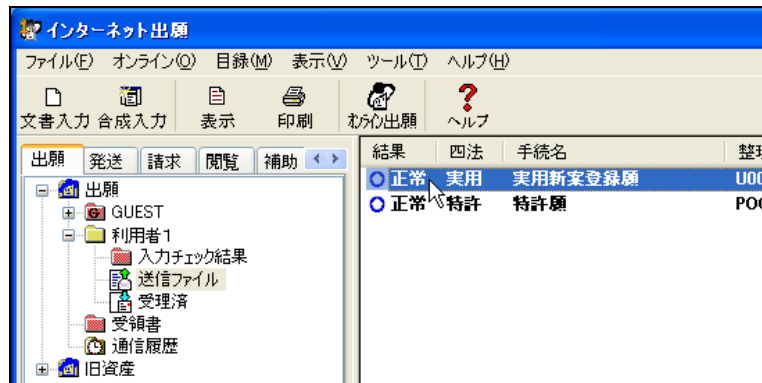 インターネット出願
ファイル(F) オンライン(O) 目録(M) 表示(V) ツール(T) ヘルプ(H)
文書入力 合成入力 表示 印刷 オンライン出願 ヘルプ
出願 発送 請求 閲覧 補助
結果 四法 手続名 整理
正常 実用 実用新案登録願 U00
正常 特許 特許願 P00
出願
GUEST
利用者1
入力チェック結果
送信ファイル
受理済
受領書
通信履歴
旧資産